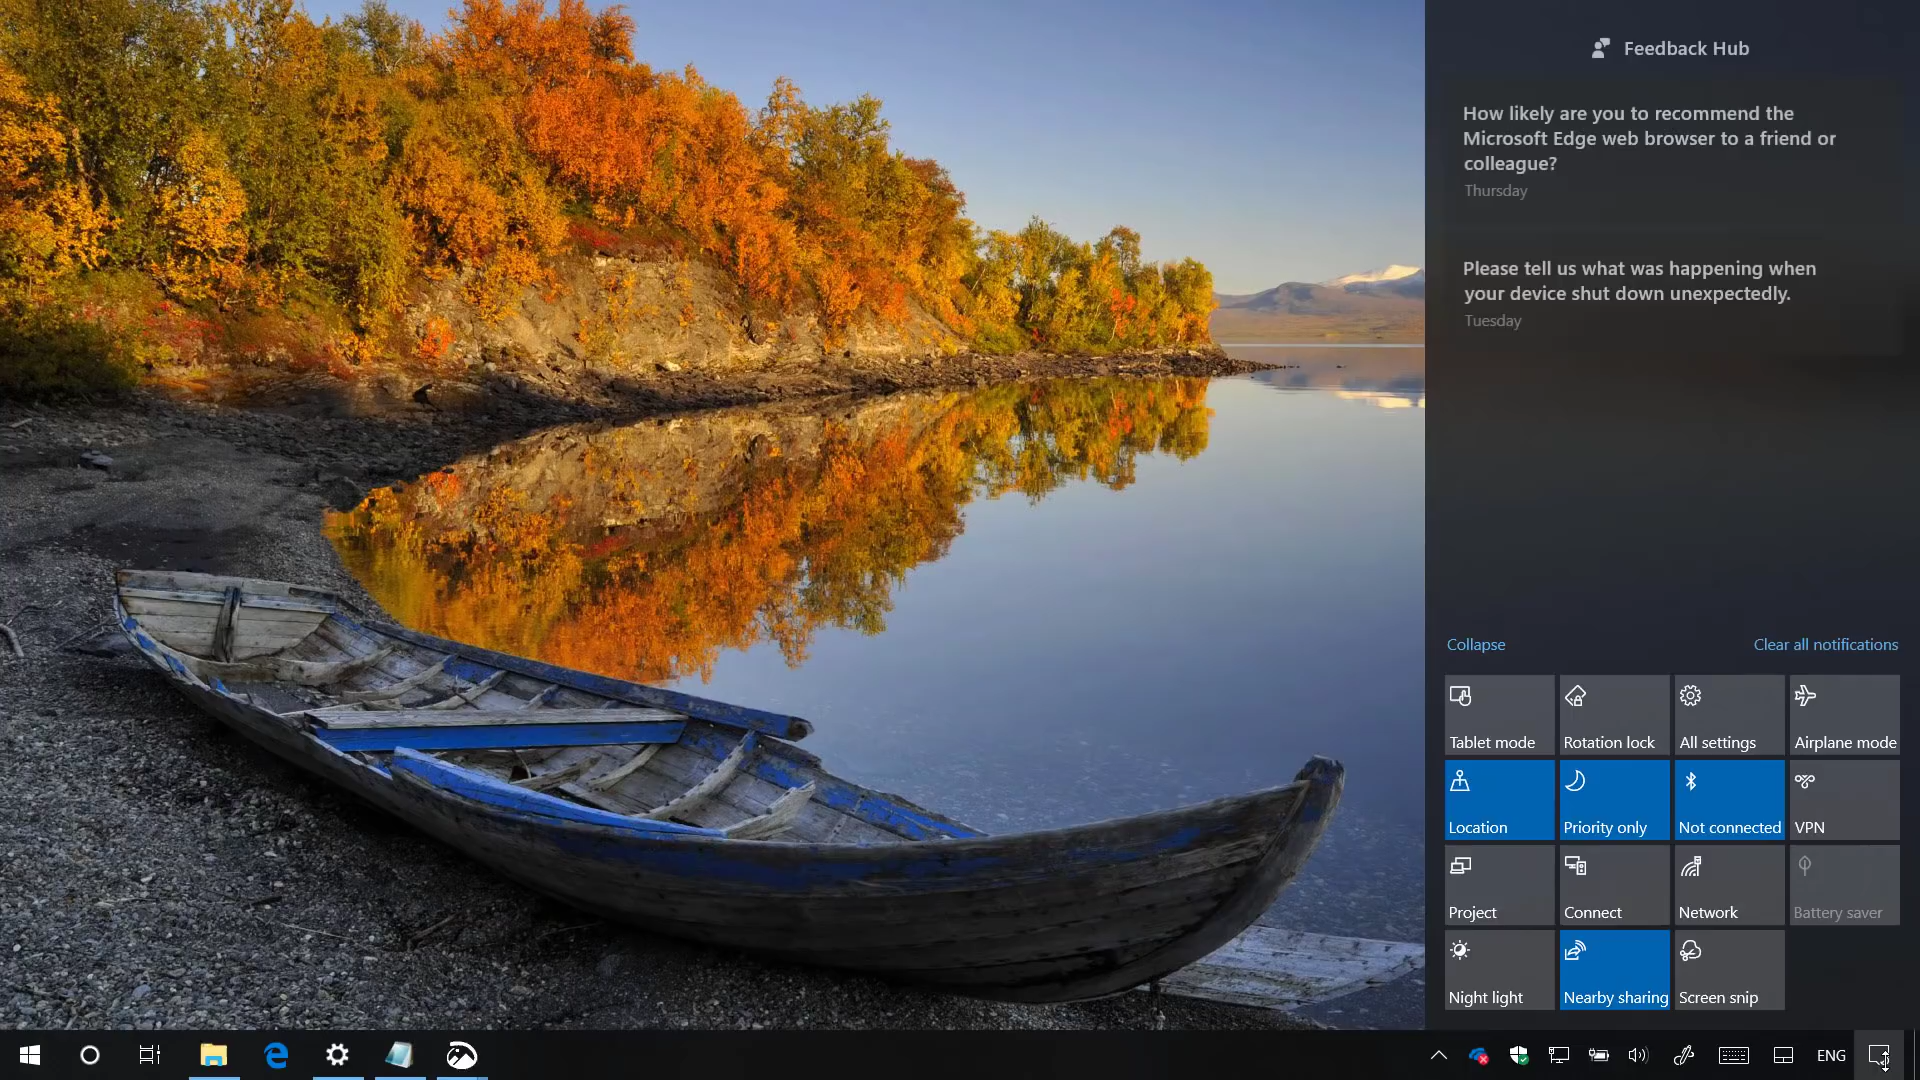 Feedback Hub
How likely are you to recommend the
Microsoft Edge web browser to a friend or
colleague?
Thursday
Please tell us what was happening when
your device shut down unexpectedly.
Tuesday
Collapse
Clear all notifications
Tablet mode
Rotation lock
All settings
Airplane mode
Location
Priority only
Not connected
VPN
Project
Connect
Network
Battery saver
Night light
Nearby sharing
Screen snip
ENG